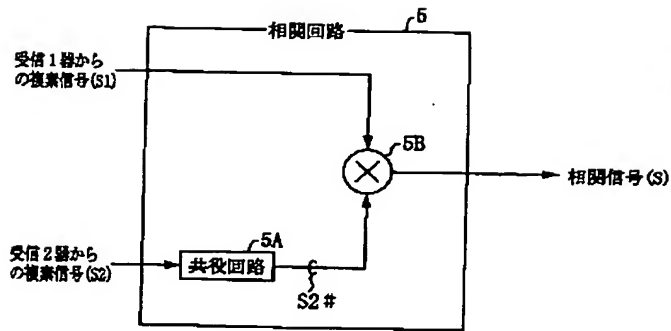 相関回路
5
受信1器から
の複素信号(S1)
5B
相関信号(S)
受信2器から
の複素信号(S2)
5A
共役回路
S2#